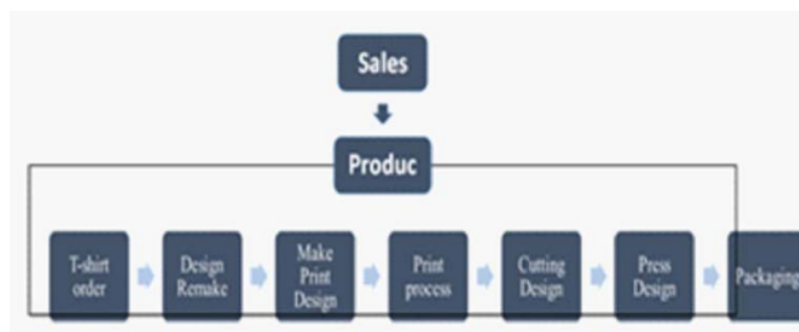 Sales
Produc
T-shirt
order
Design
Remake
Make
Print
Design
Print
process
Cutting
Design
Press
Design
Packaging